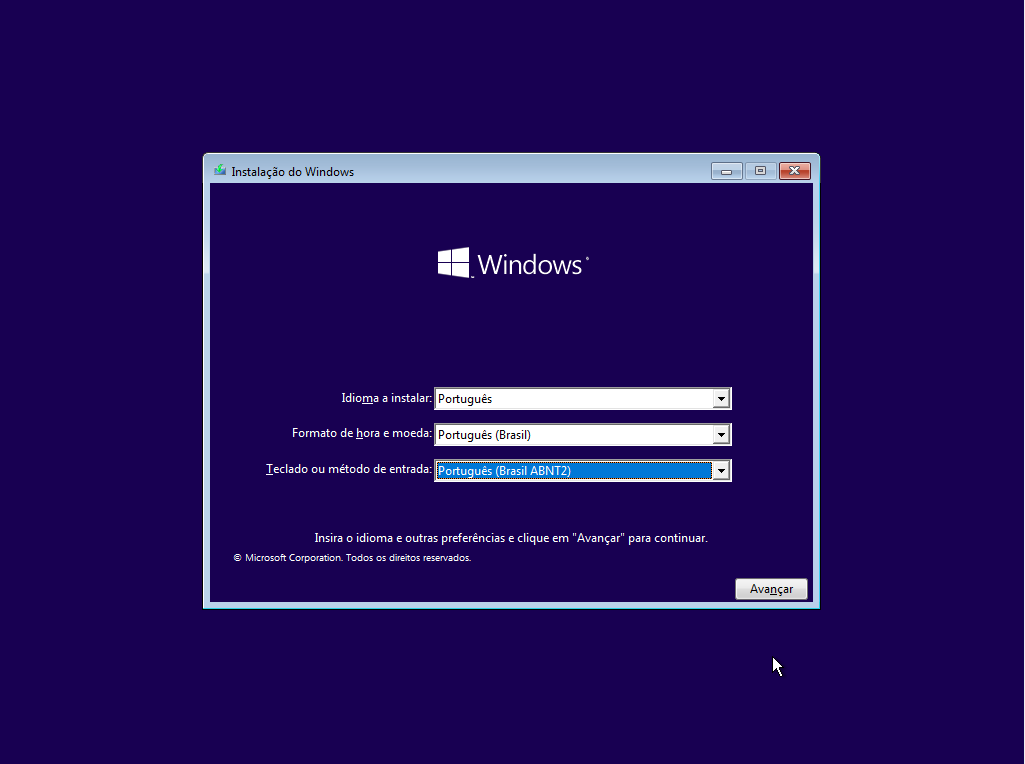 Instalação do Windows
Windows
Idioma a instalar: Português
Formato de hora e moeda: Português (Brasil)
Teclado ou método de entrada: Português (Brasil ABNT2)
Insira o idioma e outras preferências e clique em "Avançar" para continuar.
© Microsoft Corporation. Todos os direitos reservados.
Avançar